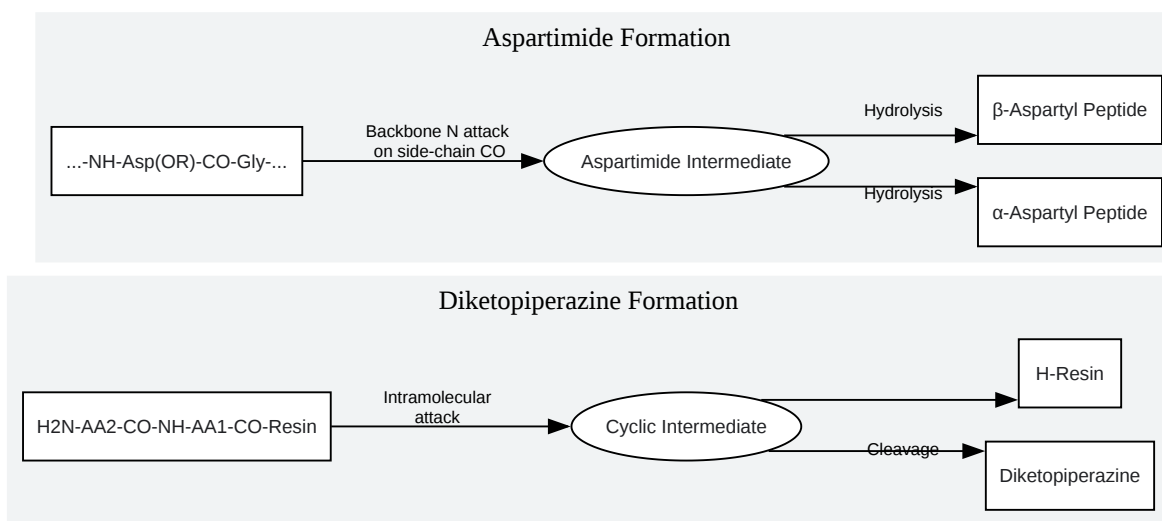 Aspartimide Formation
...-NH-Asp(OR)-CO-Gly-...
Backbone N attack
on side-chain CO
Aspartimide Intermediate
Hydrolysis
β-Aspartyl Peptide
Hydrolysis
α-Aspartyl Peptide
Diketopiperazine Formation
H2N-AA2-CO-NH-AA1-CO-Resin
Intramolecular
attack
Cyclic Intermediate
H-Resin
Cleavage
Diketopiperazine